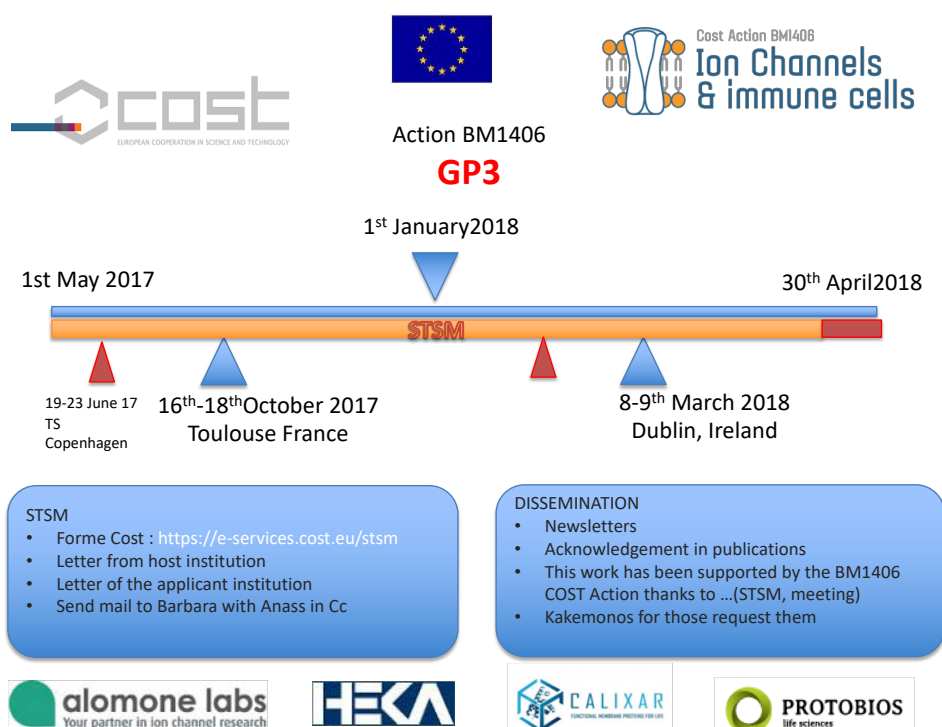 cost
EUROPEAN COOPERATION IN SCIENCE AND TECHNOLOGY
Cost Action BM1406
Ion Channels
& immune cells
Action BM1406
GP3
1st January2018
1st May 2017
30th April2018
STSM
19-23 June 17
TS
Copenhagen
16th-18thOctober 2017
Toulouse France
8-9th March 2018
Dublin, Ireland
STSM
• Forme Cost : https://e-services.cost.eu/stsm
• Letter from host institution
• Letter of the applicant institution
• Send mail to Barbara with Anass in Cc
DISSEMINATION
• Newsletters
• Acknowledgement in publications
• This work has been supported by the BM1406
COST Action thanks to …(STSM, meeting)
• Kakemonos for those request them
alomone labs
Your partner in ion channel research
HEKA
CALIXAR
FUNCTIONAL MEMBRANE PROTEINS FOR LIFE
PROTOBIOS
life sciences